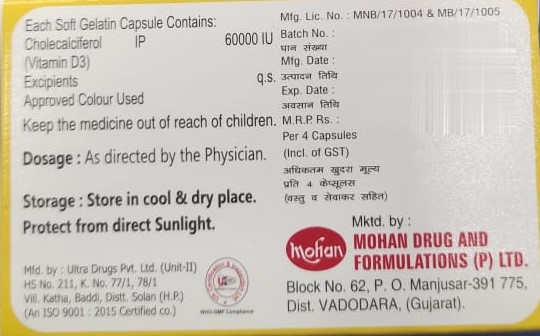 Each Soft Gelatin Capsule Contains:
Cholecalciferol IP 60000 IU
(Vitamin D3)
Excipients q.s.
Approved Colour Used
Keep the medicine out of reach of children.
Dosage : As directed by the Physician.
Storage : Store in cool & dry place.
Protect from direct Sunlight.
Mfd. by : Ultra Drugs Pvt. Ltd. (Unit-II)
HS No. 211, K. No. 77/1, 78/1
Vill. Katha, Baddi, Distt. Solan (H.P.)
(An ISO 9001 : 2015 Certified co.)
WHO-GMP Compliance
Mfg. Lic. No. : MNB/17/1004 & MB/17/1005
Batch No. :
घान संख्या
Mfg. Date :
उत्पादन तिथि
Exp. Date :
अवसान तिथि
M.R.P. Rs. :
Per 4 Capsules
(Incl. of GST)
अधिकतम खुदरा मूल्य
प्रति 4 केप्सूलस
(वस्तु व सेवाकर सहित)
Mktd. by :
Mohan
MOHAN DRUG AND
FORMULATIONS (P) LTD.
Block No. 62, P. O. Manjusar-391 775,
Dist. VADODARA, (Gujarat).